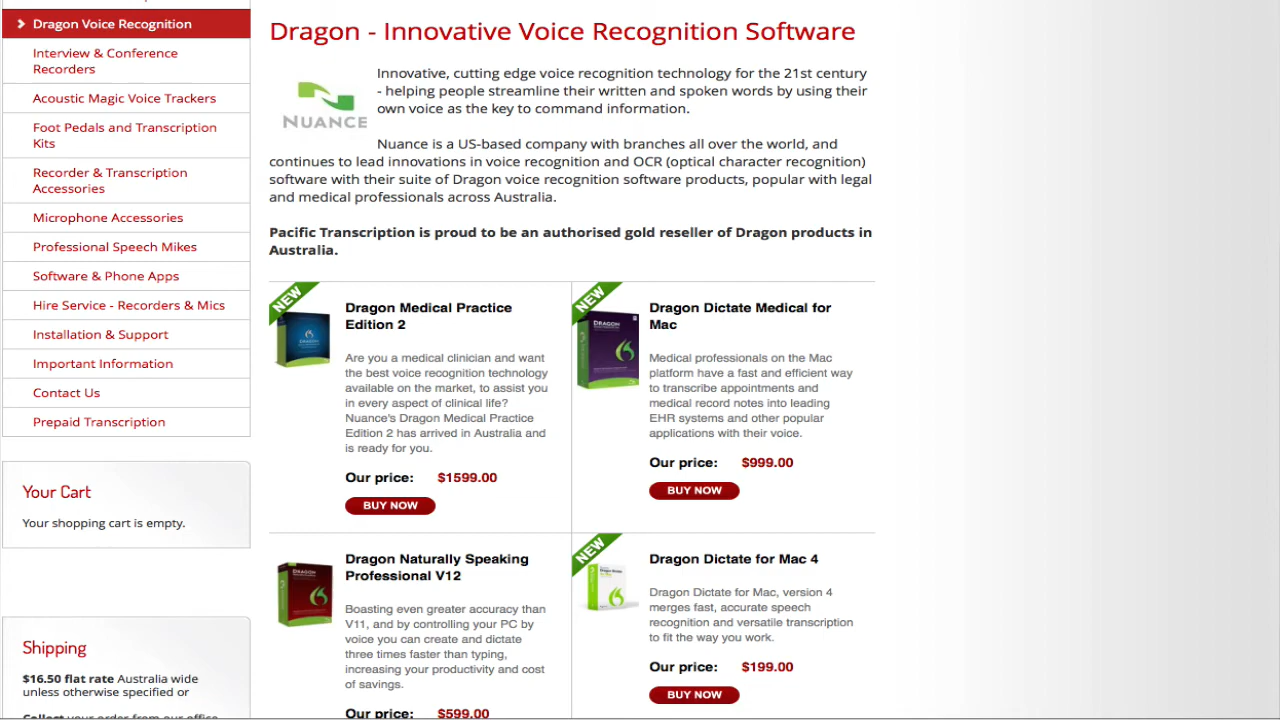 Dragon Voice Recognition
Interview & Conference
Recorders
Acoustic Magic Voice Trackers
Foot Pedals and Transcription
Kits
Recorder & Transcription
Accessories
Microphone Accessories
Professional Speech Mikes
Software & Phone Apps
Hire Service - Recorders & Mics
Installation & Support
Important Information
Contact Us
Prepaid Transcription
Your Cart
Your shopping cart is empty.
Shipping
$16.50 flat rate Australia wide
unless otherwise specified or
Collect your order from our office
Dragon - Innovative Voice Recognition Software
NUANCE
Innovative, cutting edge voice recognition technology for the 21st century
- helping people streamline their written and spoken words by using their
own voice as the key to command information.
Nuance is a US-based company with branches all over the world, and
continues to lead innovations in voice recognition and OCR (optical character recognition)
software with their suite of Dragon voice recognition software products, popular with legal
and medical professionals across Australia.
Pacific Transcription is proud to be an authorised gold reseller of Dragon products in
Australia.
NEW
Dragon Medical Practice
Edition 2
Are you a medical clinician and want
the best voice recognition technology
available on the market, to assist you
in every aspect of clinical life?
Nuance's Dragon Medical Practice
Edition 2 has arrived in Australia and
is ready for you.
Our price: $1599.00
BUY NOW
NEW
DRAGON
Dragon Dictate Medical for
Mac
Medical professionals on the Mac
platform have a fast and efficient way
to transcribe appointments and
medical record notes into leading
EHR systems and other popular
applications with their voice.
Our price: $999.00
BUY NOW
DRAGON
Dragon Naturally Speaking
Professional V12
Boasting even greater accuracy than
V11, and by controlling your PC by
voice you can create and dictate
three times faster than typing,
increasing your productivity and cost
of savings.
Our price: $599.00
NEW
Dragon Dictate for Mac 4
Dragon Dictate for Mac, version 4
merges fast, accurate speech
recognition and versatile transcription
to fit the way you work.
Our price: $199.00
BUY NOW